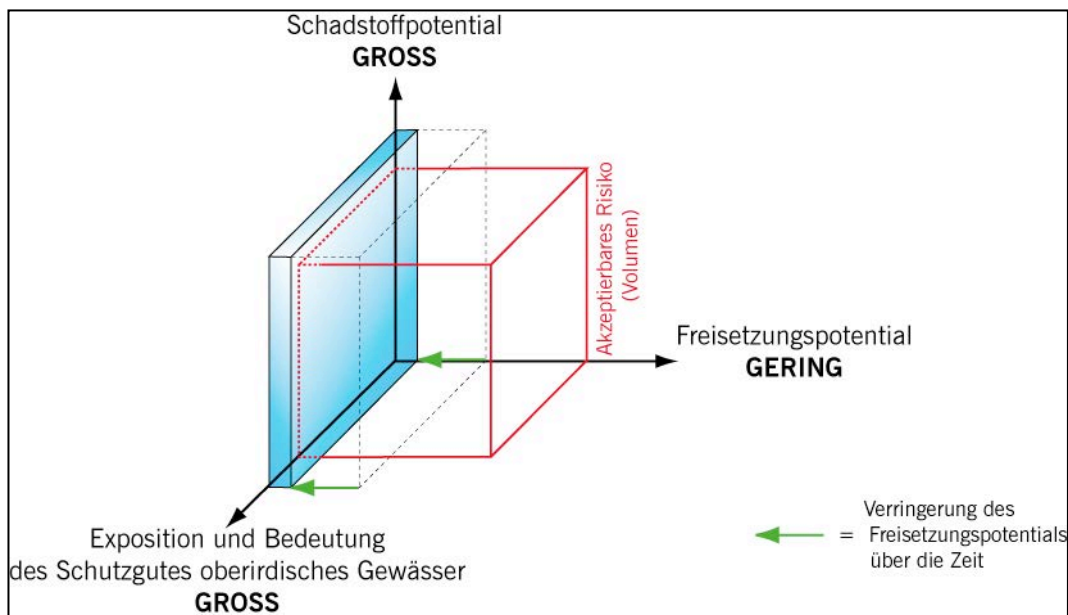 Schadstoffpotential
GROSS
Akzeptierbares Risiko
(Volumen)
Freisetzungspotential
GERING
Exposition und Bedeutung
des Schutzgutes oberirdisches Gewässer
GROSS
Verringerung des
= Freisetzungspotentials
über die Zeit